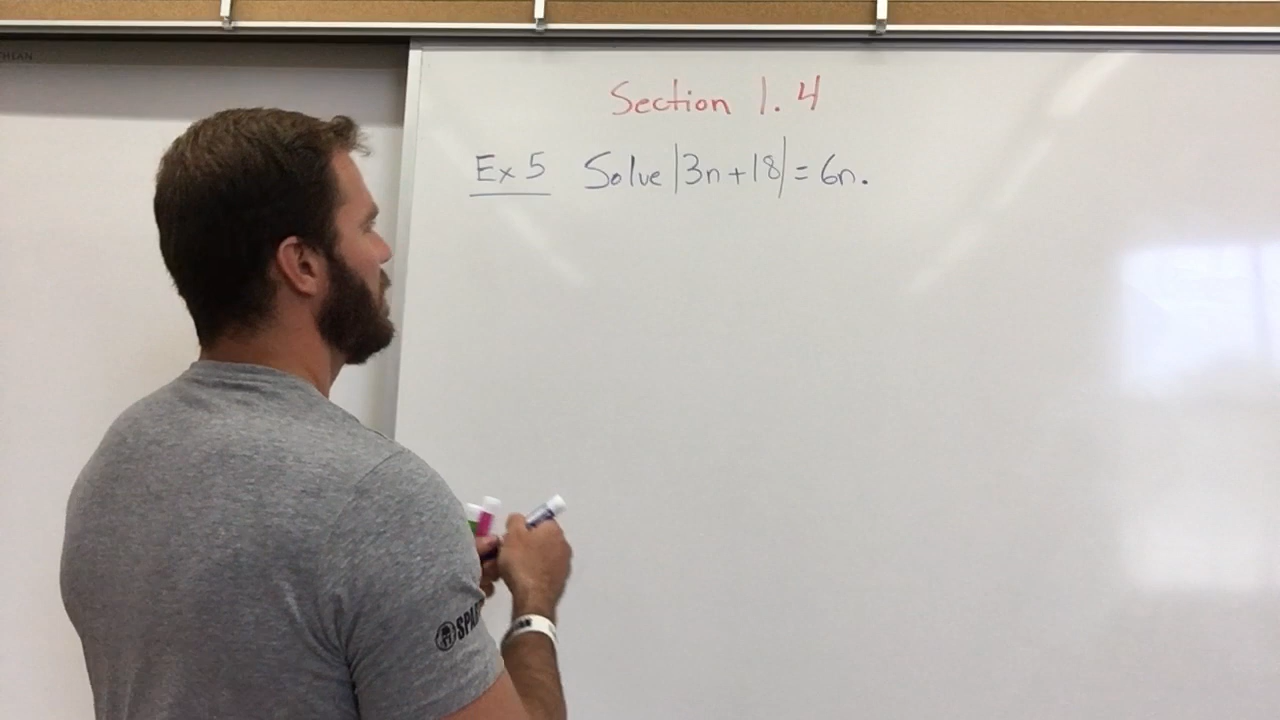 Section 1.4
Ex 5 Solve |3n+18| = 6n.